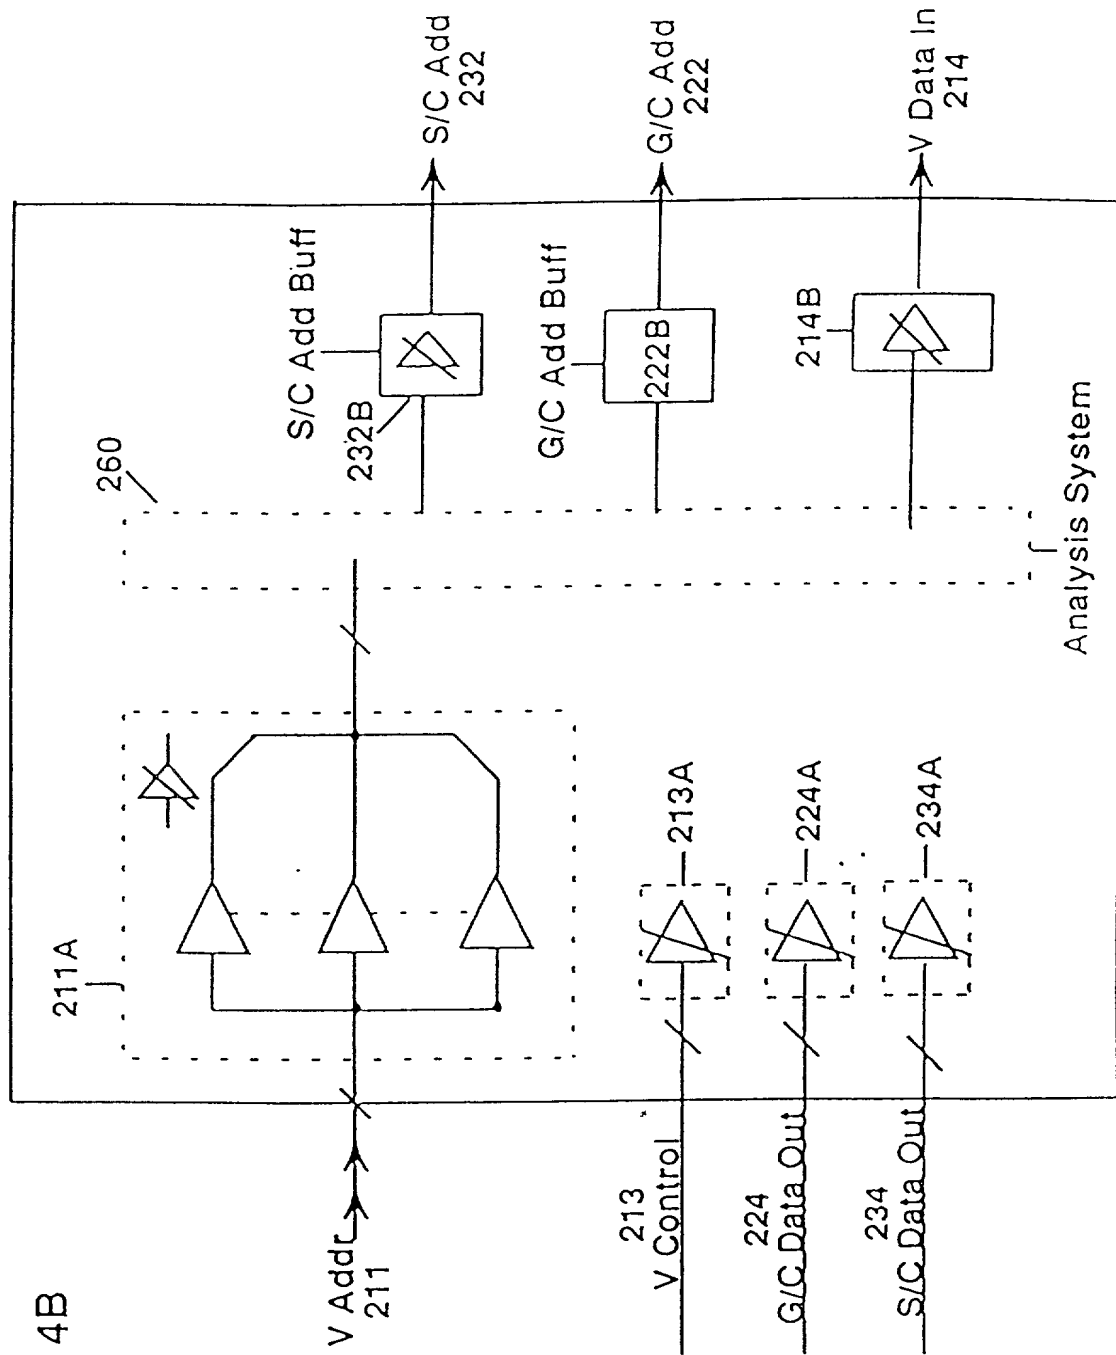 4B
V Addr
211
211A
260
S/C Add Buff
232B
S/C Add
232
G/C Add Buff
222B
G/C Add
222
214B
V Data In
214
213
V Control
213A
224
G/C Data Out
224A
234
S/C Data Out
234A
Analysis System